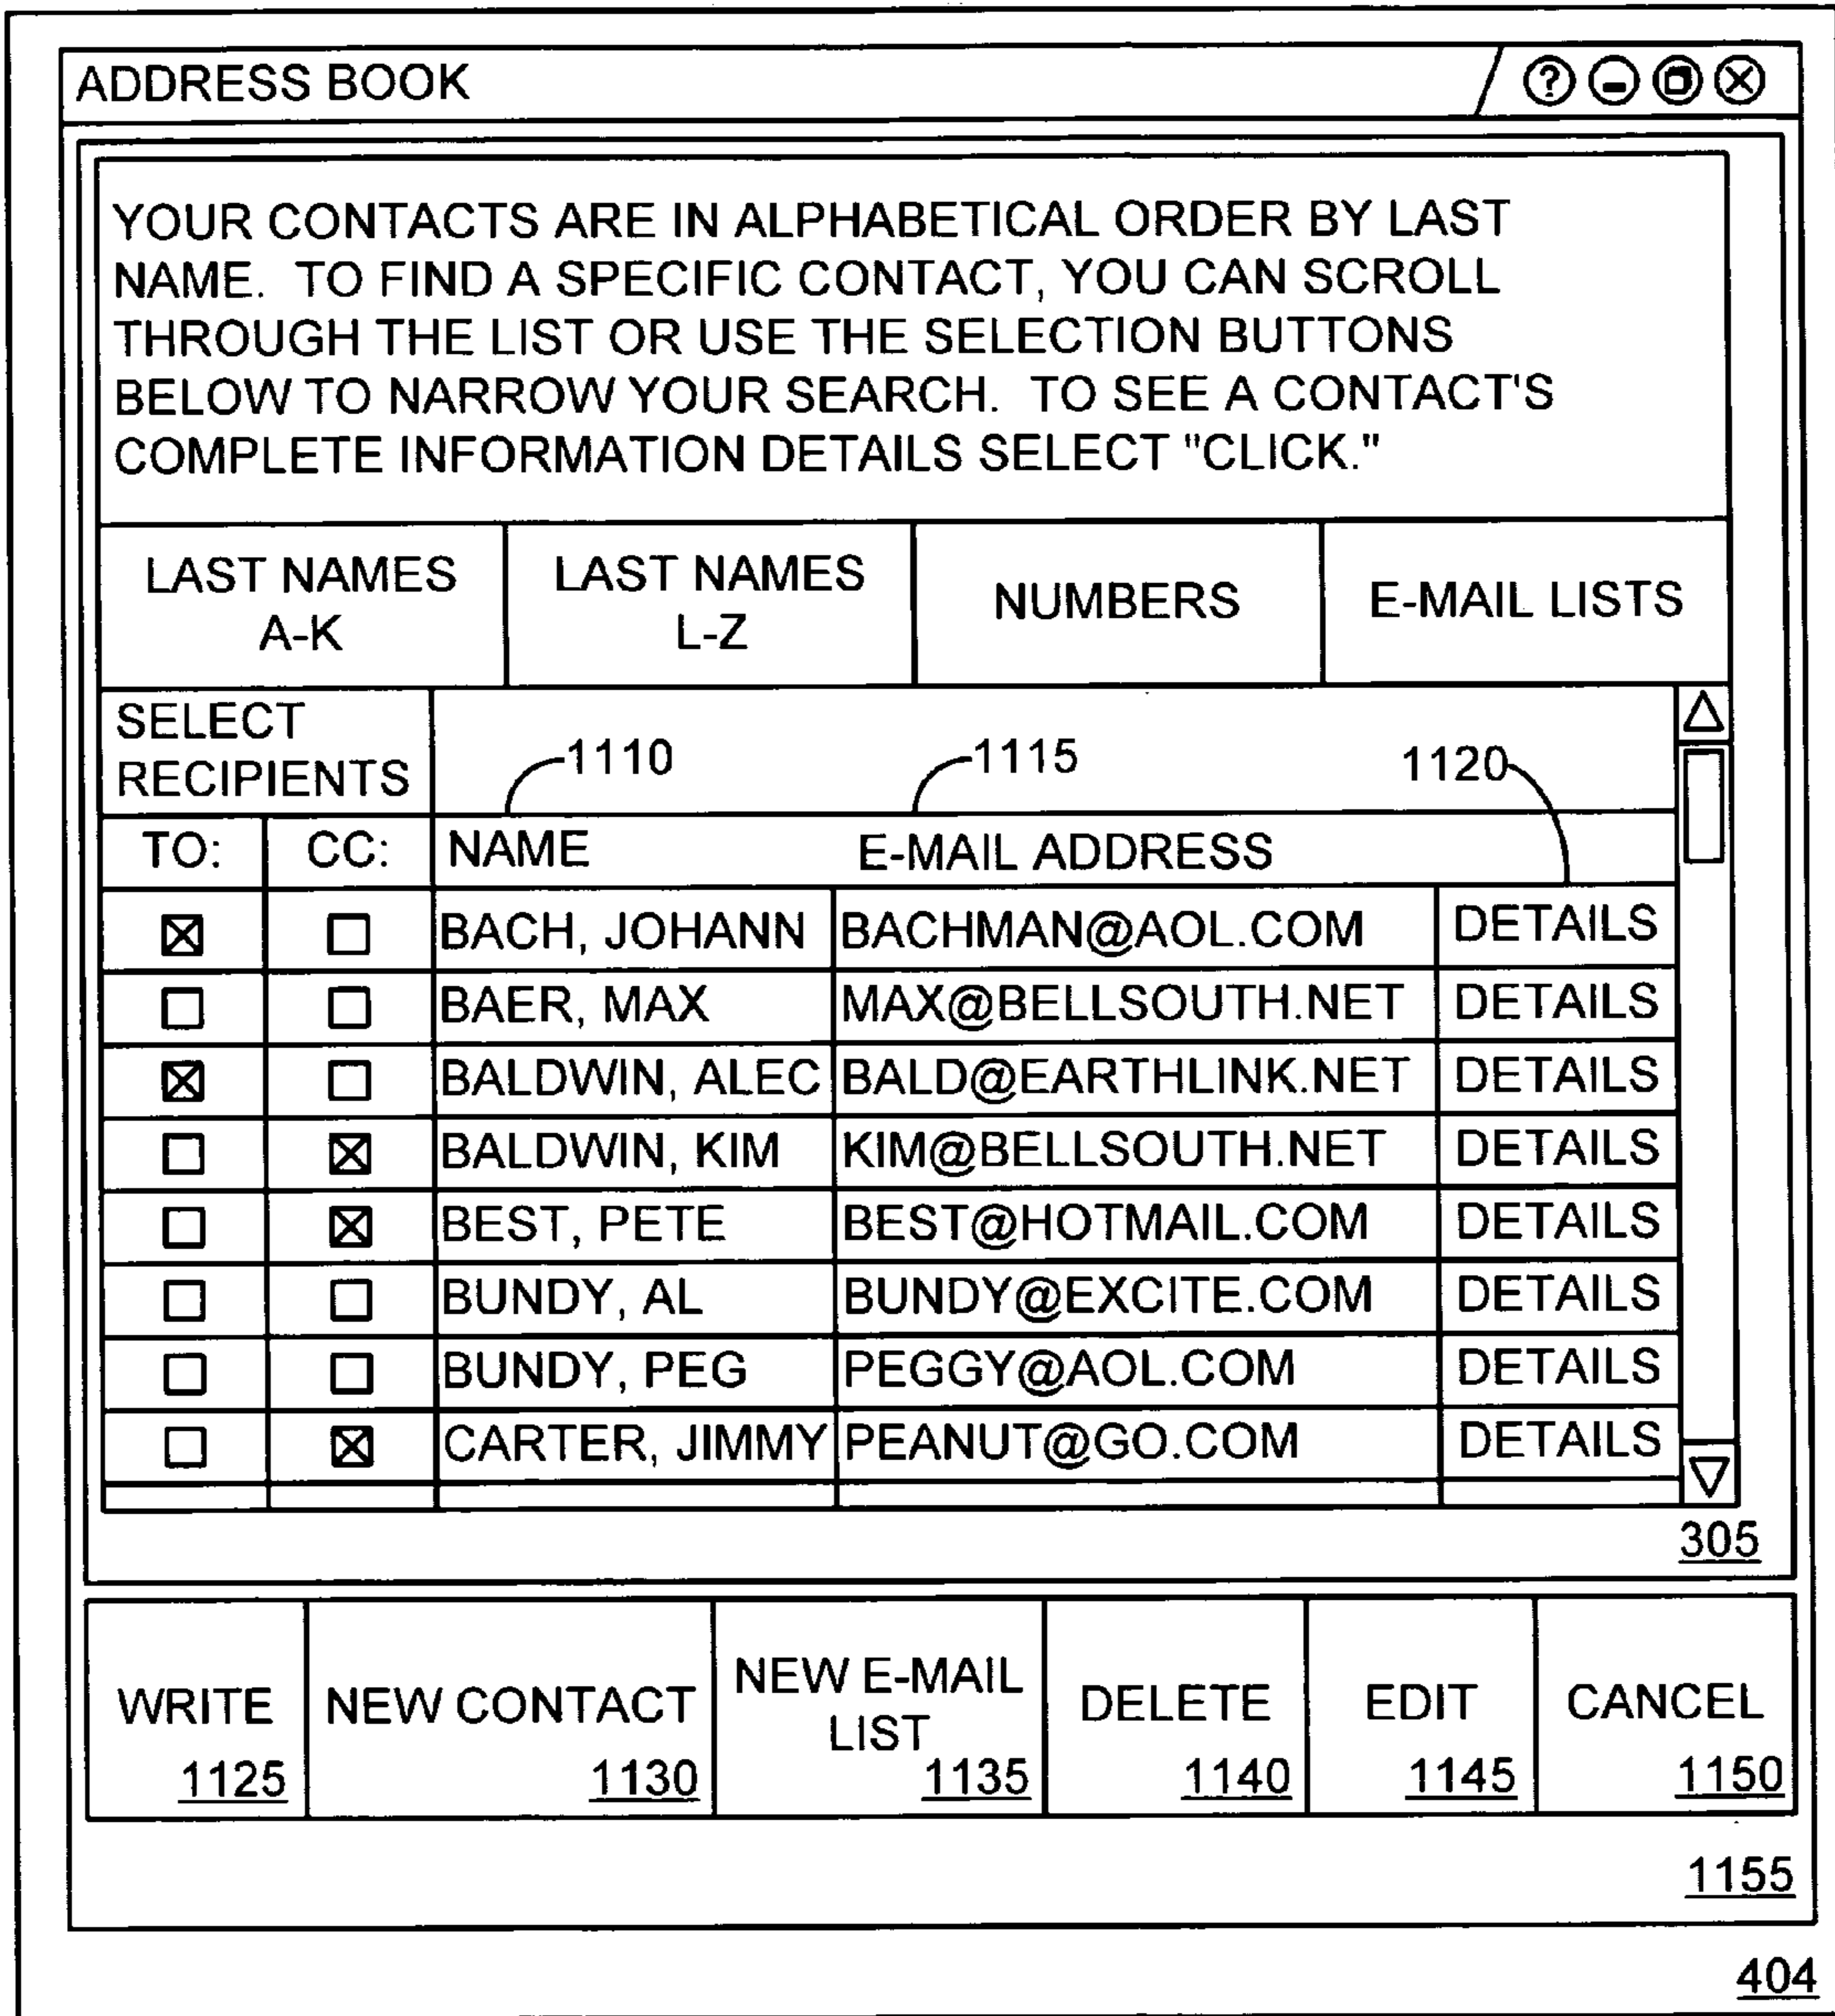 ADDRESS BOOK
YOUR CONTACTS ARE IN ALPHABETICAL ORDER BY LAST
NAME. TO FIND A SPECIFIC CONTACT, YOU CAN SCROLL
THROUGH THE LIST OR USE THE SELECTION BUTTONS
BELOW TO NARROW YOUR SEARCH. TO SEE A CONTACT'S
COMPLETE INFORMATION DETAILS SELECT "CLICK."
LAST NAMES
A-K
LAST NAMES
L-Z
NUMBERS
E-MAIL LISTS
SELECT
RECIPIENTS
1110
1115
1120
TO: CC: NAME E-MAIL ADDRESS
BACH, JOHANN BACHMAN@AOL.COM DETAILS
BAER, MAX MAX@BELLSOUTH.NET DETAILS
BALDWIN, ALEC BALD@EARTHLINK.NET DETAILS
BALDWIN, KIM KIM@BELLSOUTH.NET DETAILS
BEST, PETE BEST@HOTMAIL.COM DETAILS
BUNDY, AL BUNDY@EXCITE.COM DETAILS
BUNDY, PEG PEGGY@AOL.COM DETAILS
CARTER, JIMMY PEANUT@GO.COM DETAILS
305
WRITE
1125
NEW CONTACT
1130
NEW E-MAIL
LIST
1135
DELETE
1140
EDIT
1145
CANCEL
1150
1155
404